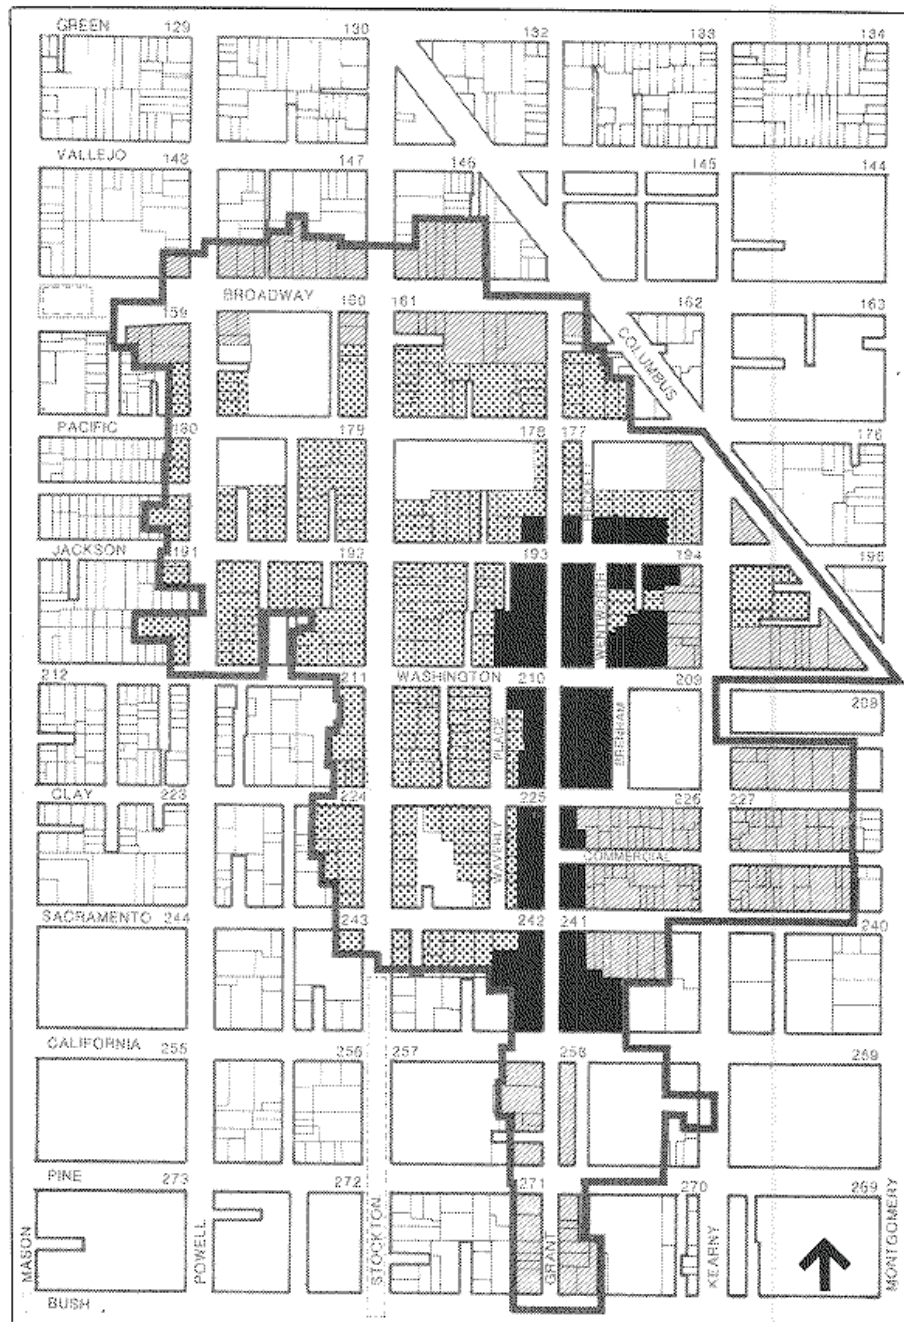 GREEN 129 130 132 133 134
VALLEJO 148 147 146 145 144
BROADWAY
159 160 161 162 163
COLUMBUS
PACIFIC
180 179 178 177 176
JACKSON
191 192 193 194 195
WENTWORTH
WASHINGTON
212 211 210 209 208
PLACE
BRENHAM
CLAY
223 224 225 226 227
WAVERLY
COMMERCIAL
SACRAMENTO 244 243 242 241 240
CALIFORNIA
255 256 257 258 259
PINE
273 272 271 270 269
MASON
POWELL
STOCKTON
GRANT
KEARNY
MONTGOMERY
BUSH